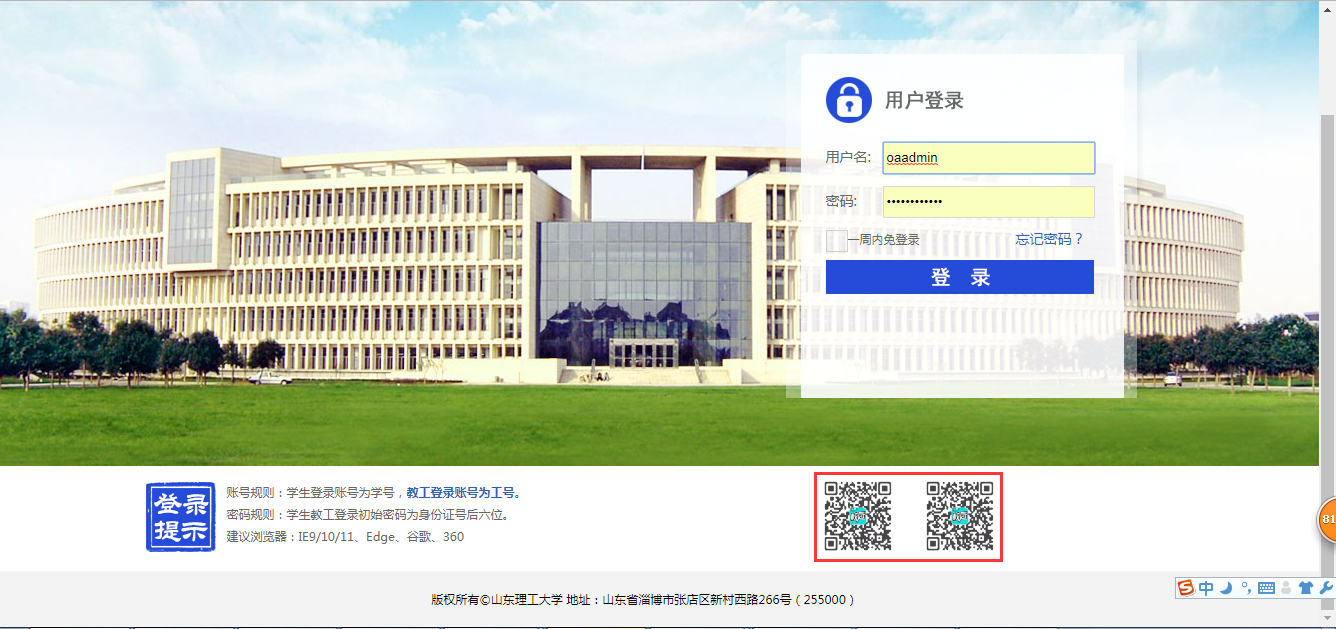 用户登录
用户名:
oaadmin
密码:
••••••••••••
一周内免登录
忘记密码？
登 录
登录
提示
账号规则：学生登录账号为学号，教工登录账号为工号。
密码规则：学生教工登录初始密码为身份证号后六位。
建议浏览器：IE9/10/11、Edge、谷歌、360
版权所有©山东理工大学 地址：山东省淄博市张店区新村西路266号（255000）
81
中